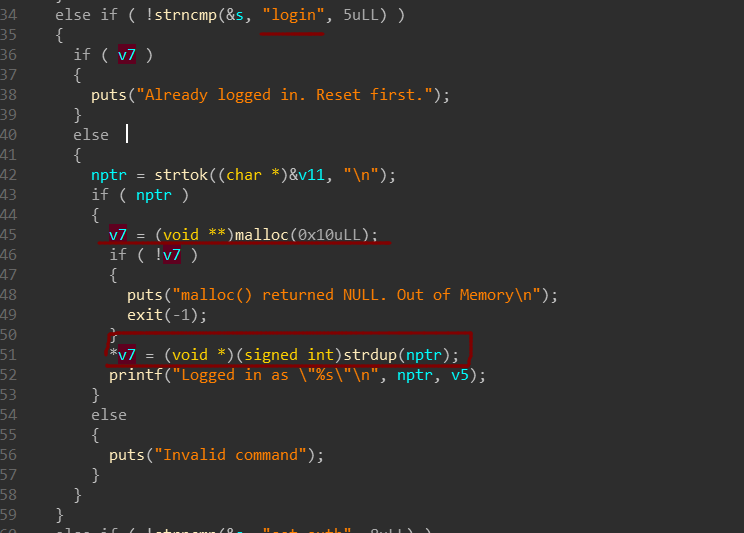 34 else if ( !strncmp(&s, "login", 5uLL) )
35 {
36 if ( v7 )
37 {
38 puts("Already logged in. Reset first.");
39 }
40 else
41 {
42 nptr = strtok((char *)&v11, "\n");
43 if ( nptr )
44 {
45 v7 = (void **)malloc(0x10uLL);
46 if ( !v7 )
47 {
48 puts("malloc() returned NULL. Out of Memory\n");
49 exit(-1);
50 }
51 *v7 = (void *)(signed int)strdup(nptr);
52 printf("Logged in as \"%s\"\n", nptr, v5);
53 }
54 else
55 {
56 puts("Invalid command");
57 }
58 }
59 }